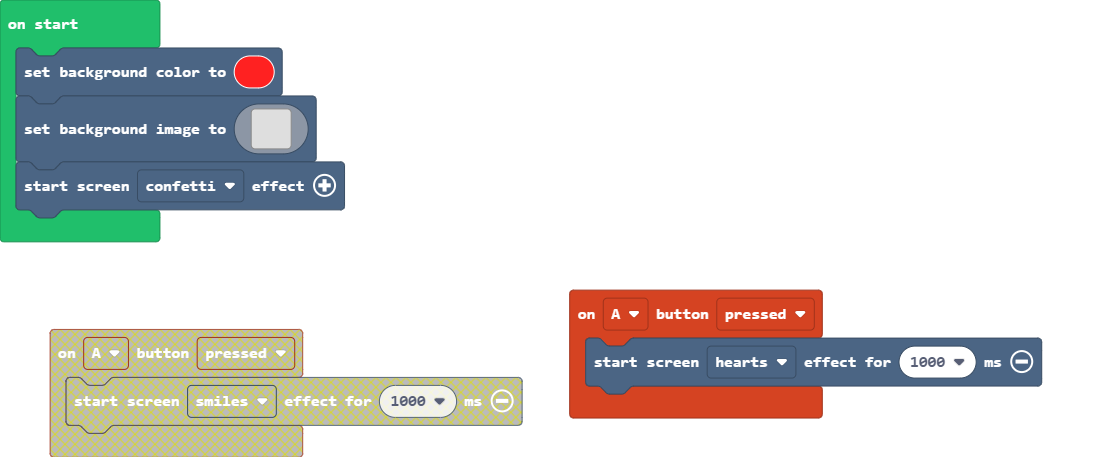 on start
set background color to
set background image to
start screen confetti effect
on A button pressed
start screen hearts effect for 1000 ms
on A button pressed
start screen smiles effect for 1000 ms